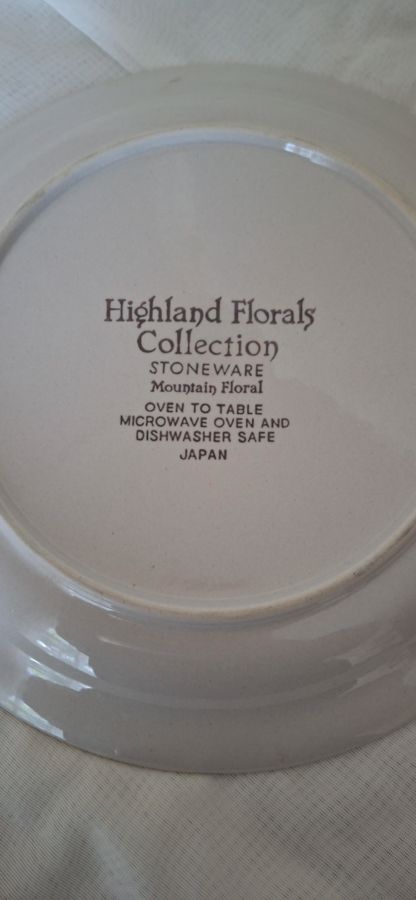 Highland Florals
Collection
STONEWARE
Mountain Floral
OVEN TO TABLE
MICROWAVE OVEN AND
DISHWASHER SAFE
JAPAN